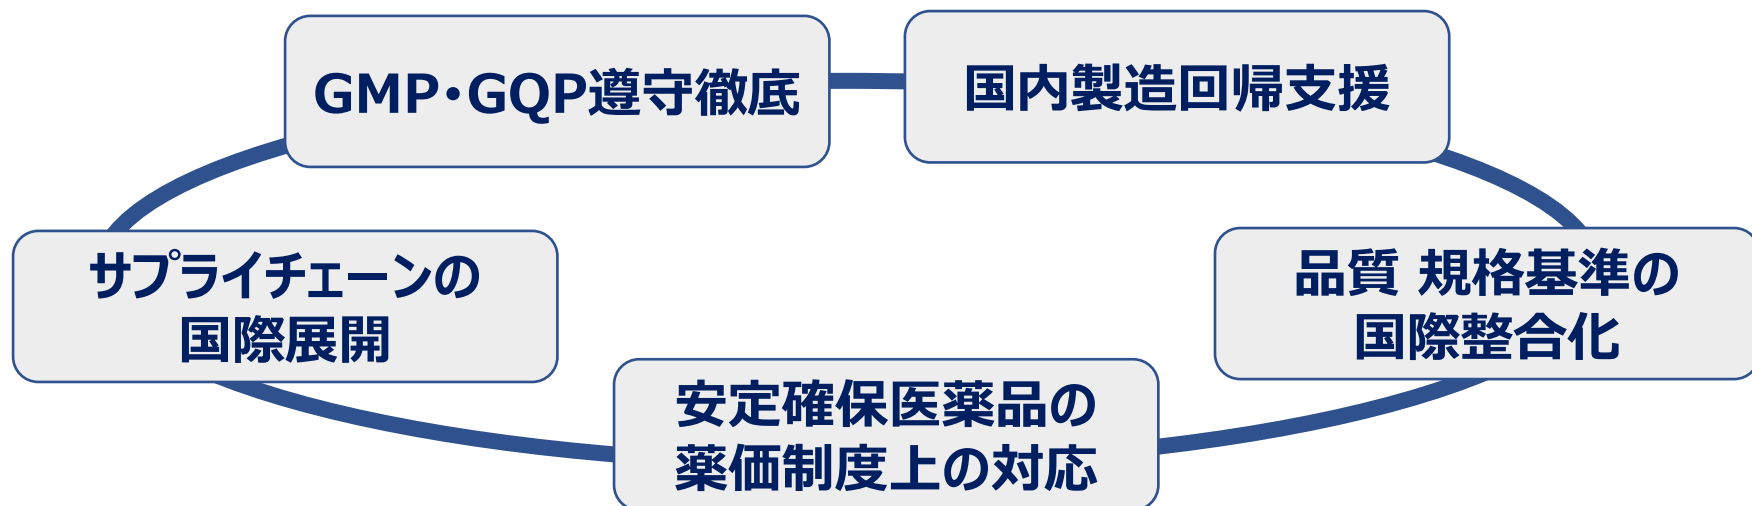 GMP・GQP遵守徹底
国内製造回帰支援
サプライチェーンの
国際展開
品質 規格基準の
国際整合化
安定確保医薬品の
薬価制度上の対応